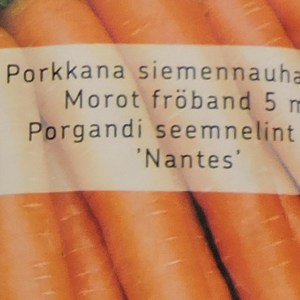 Porkkana siemennauha
Morot fröband 5 m
Porgandi seemnelint
'Nantes'